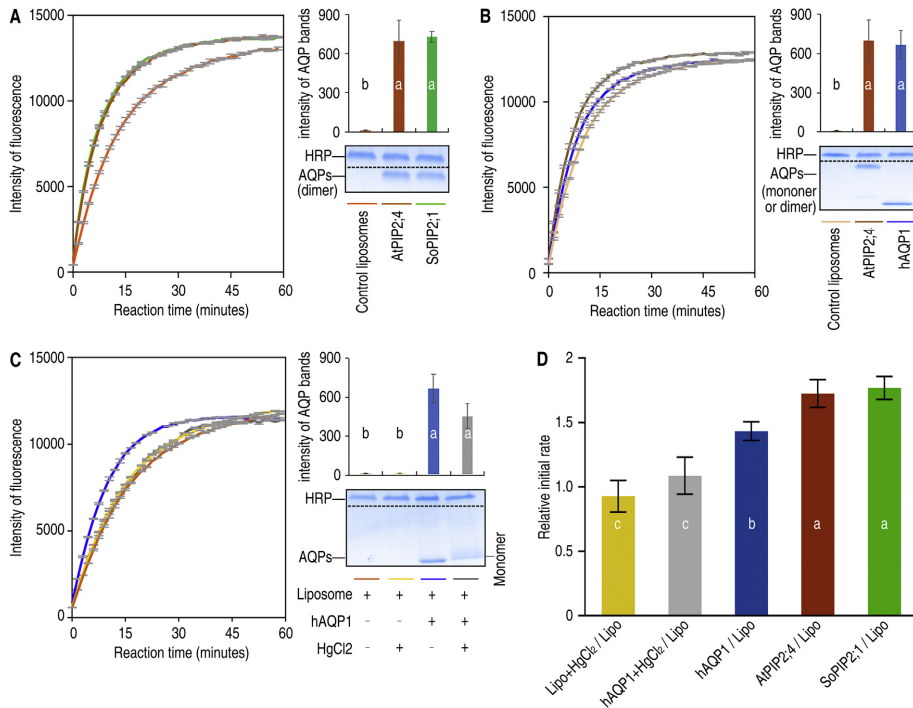 A
15000
10000
5000
0
Intensity of fluorescence
0 15 30 45 60
Reaction time (minutes)
900
600
300
0
intensity of AQP bands
b a a
HRP
AQPs
(dimer)
Control liposomes
AtPIP2;4
SoPIP2;1
B
15000
10000
5000
0
Intensity of fluorescence
0 15 30 45 60
Reaction time (minutes)
900
600
300
0
intensity of AQP bands
b a a
HRP
AQPs
(mononer
or dimer)
Control liposomes
AtPIP2;4
hAQP1
C
15000
10000
5000
0
Intensity of fluorescence
0 15 30 45 60
Reaction time (minutes)
900
600
300
0
intensity of AQP bands
b b a a
HRP
AQPs
Monomer
Liposome + + + +
hAQP1 - - + +
HgCl2 - + - +
D
2
1.5
1.0
0.5
0
Relative initial rate
c c b a a
Lipo+HgCl₂ / Lipo
hAQP1+HgCl₂ / Lipo
hAQP1 / Lipo
AtPIP2;4 / Lipo
SoPIP2;1 / Lipo